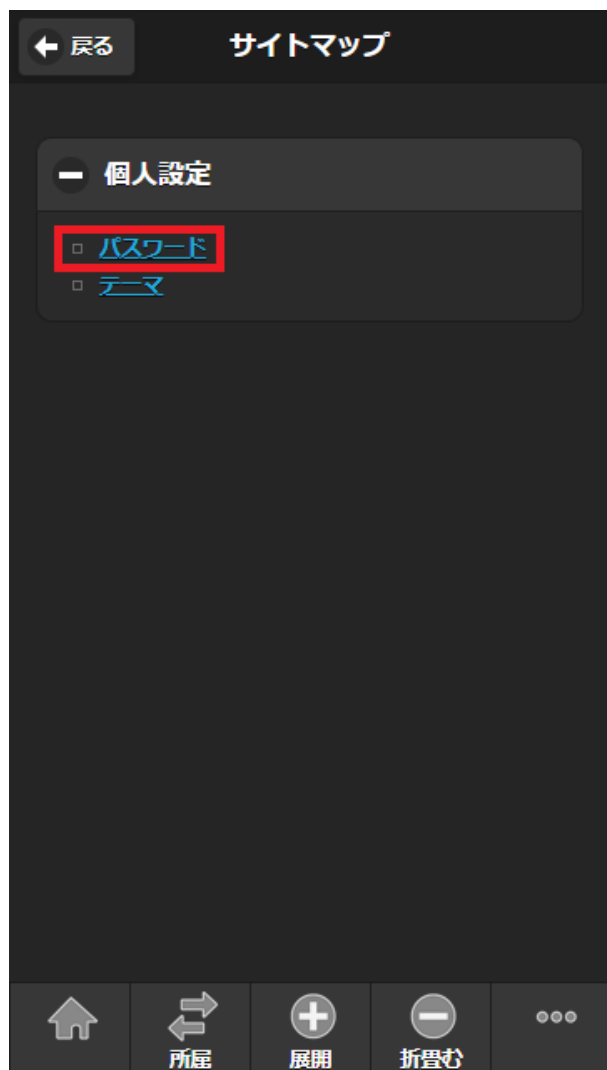 戻る
サイトマップ
個人設定
パスワード
テーマ
所属
展開
折畳む